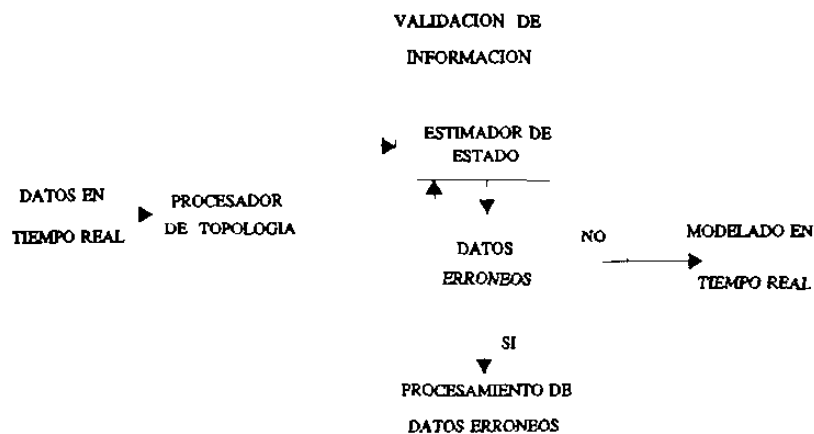 VALIDACION DE
INFORMACION
ESTIMADOR DE
ESTADO
DATOS EN
TIEMPO REAL
PROCESADOR
DE TOPOLOGIA
DATOS
ERRONEOS
NO
MODELADO EN
TIEMPO REAL
SI
PROCESAMIENTO DE
DATOS ERRONEOS